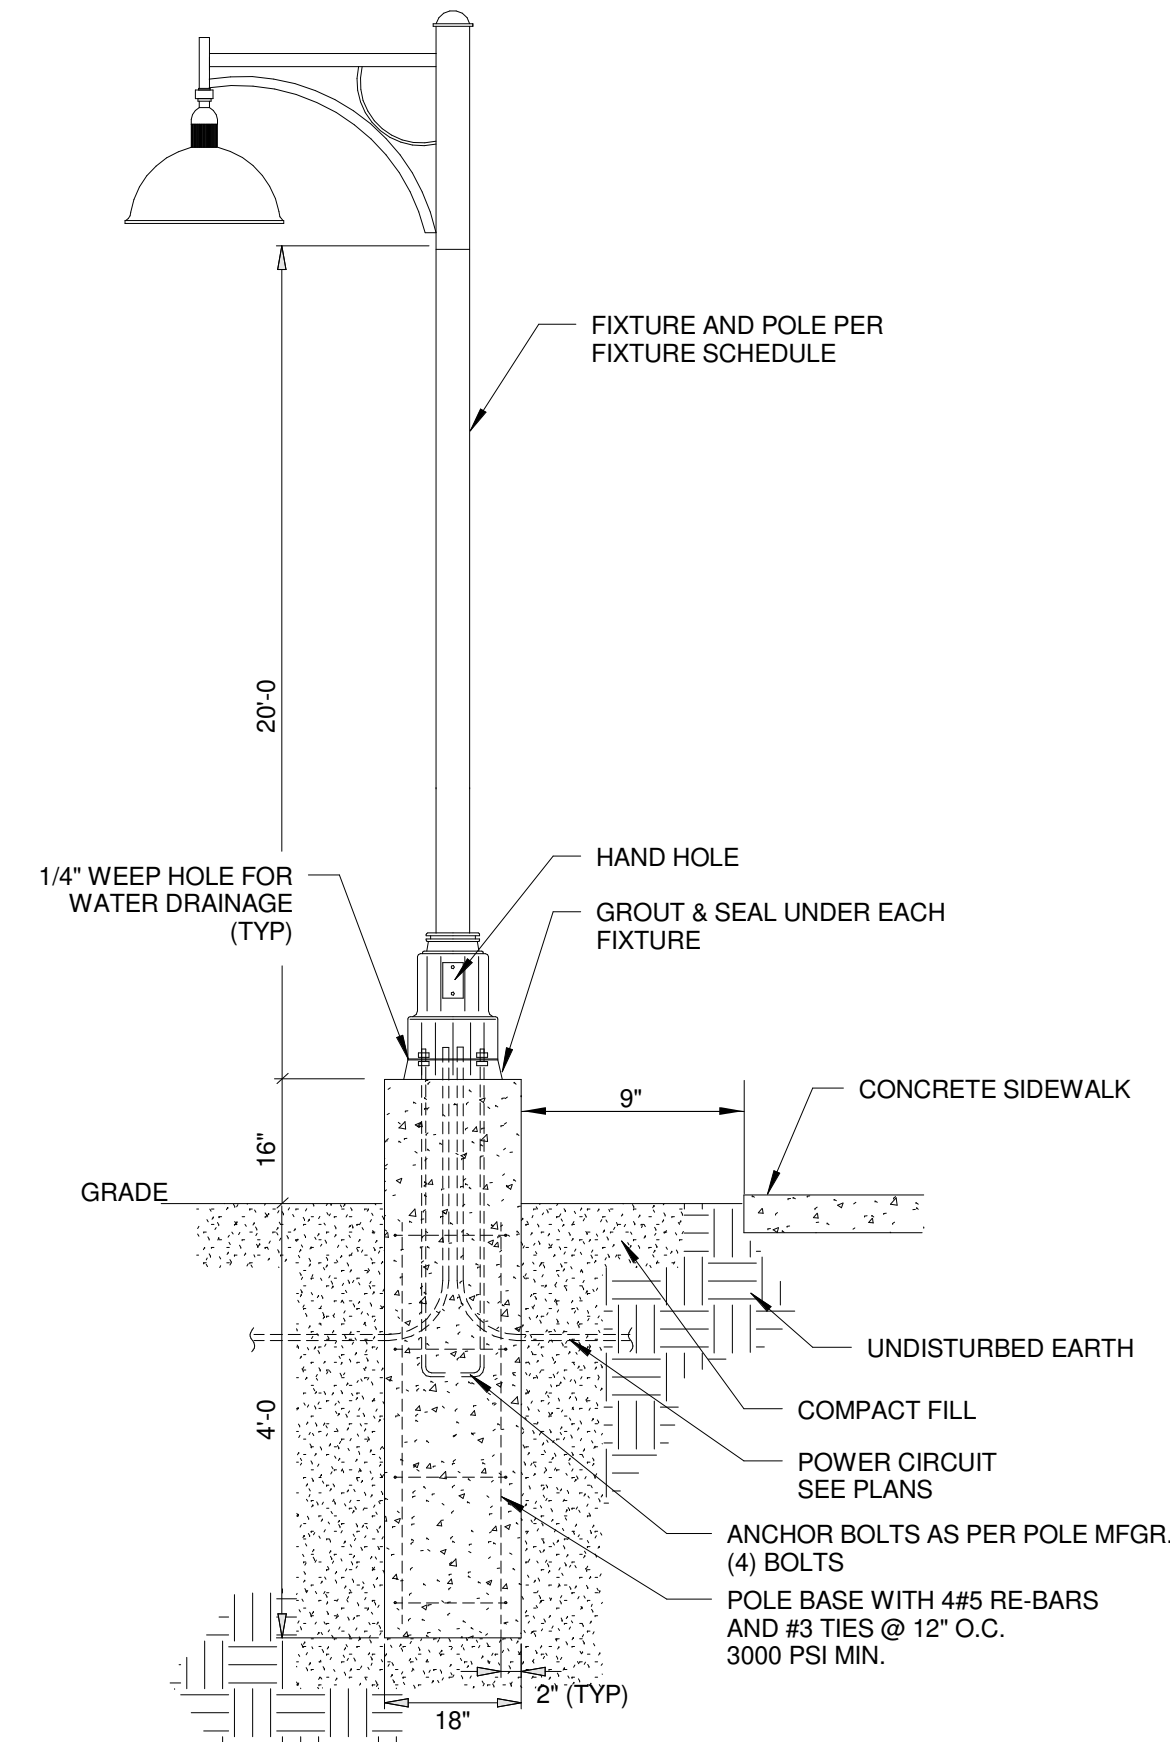 FIXTURE AND POLE PER
FIXTURE SCHEDULE
20'-0
HAND HOLE
1/4" WEEP HOLE FOR
WATER DRAINAGE
(TYP)
GROUT & SEAL UNDER EACH
FIXTURE
9"
CONCRETE SIDEWALK
16"
GRADE
UNDISTURBED EARTH
4'-0
COMPACT FILL
POWER CIRCUIT
SEE PLANS
ANCHOR BOLTS AS PER POLE MFGR.
(4) BOLTS
POLE BASE WITH 4#5 RE-BARS
AND #3 TIES @ 12" O.C.
3000 PSI MIN.
2" (TYP)
18"